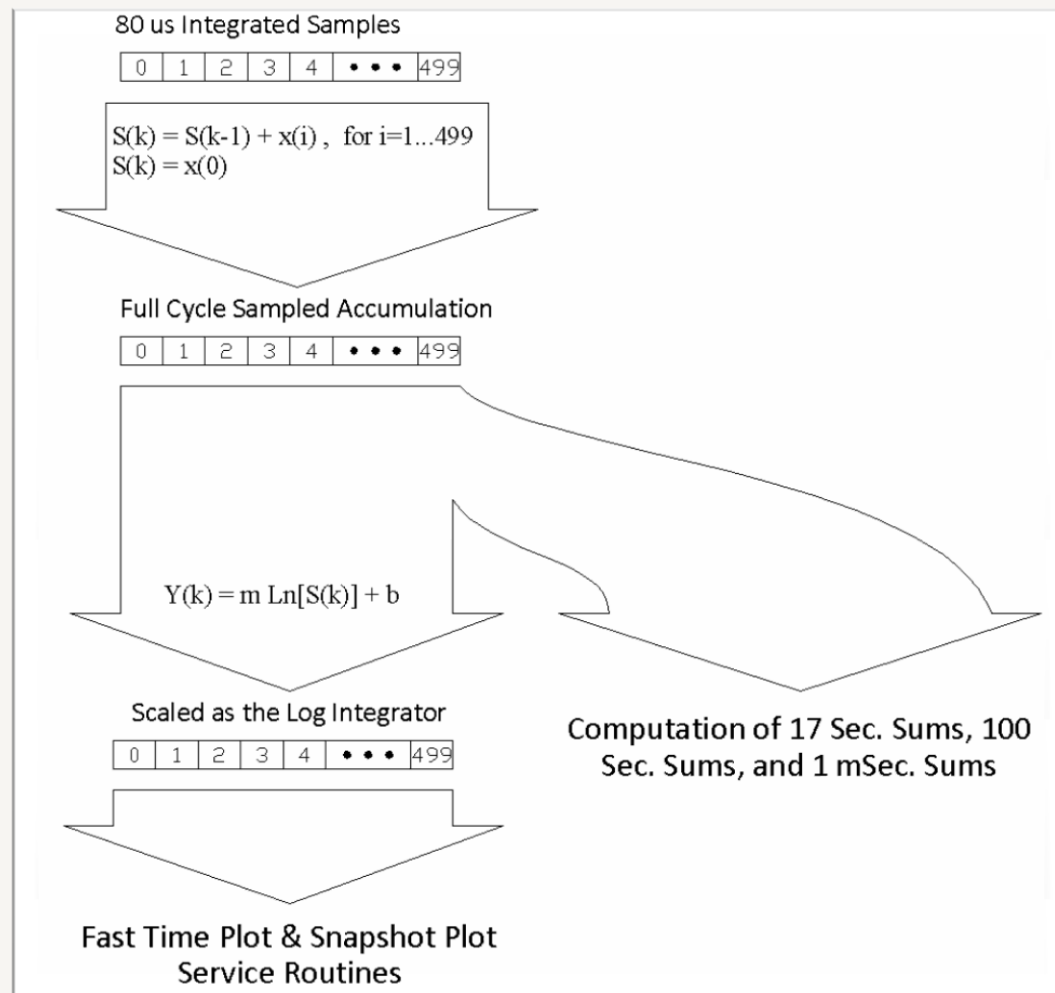 80 us Integrated Samples
0 1 2 3 4 • • • 499
S(k) = S(k-1) + x(i) , for i=1...499
S(k) = x(0)
Full Cycle Sampled Accumulation
0 1 2 3 4 • • • 499
Y(k) = m Ln[S(k)] + b
Scaled as the Log Integrator
0 1 2 3 4 • • • 499
Computation of 17 Sec. Sums, 100
Sec. Sums, and 1 mSec. Sums
Fast Time Plot & Snapshot Plot
Service Routines